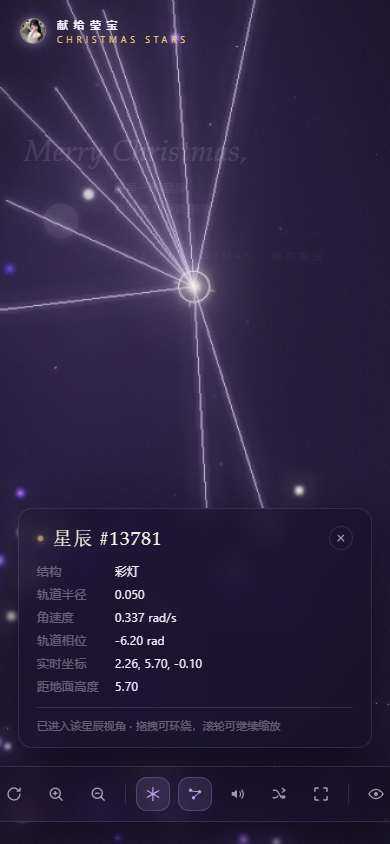 献给莹宝
CHRISTMAS STARS
Merry Christmas,
星辰 #13781
结构 彩灯
轨道半径 0.050
角速度 0.337 rad/s
轨道相位 -6.20 rad
实时坐标 2.26, 5.70, -0.10
距地面高度 5.70
已进入该星辰视角 · 拖拽可环绕，滚轮可继续缩放